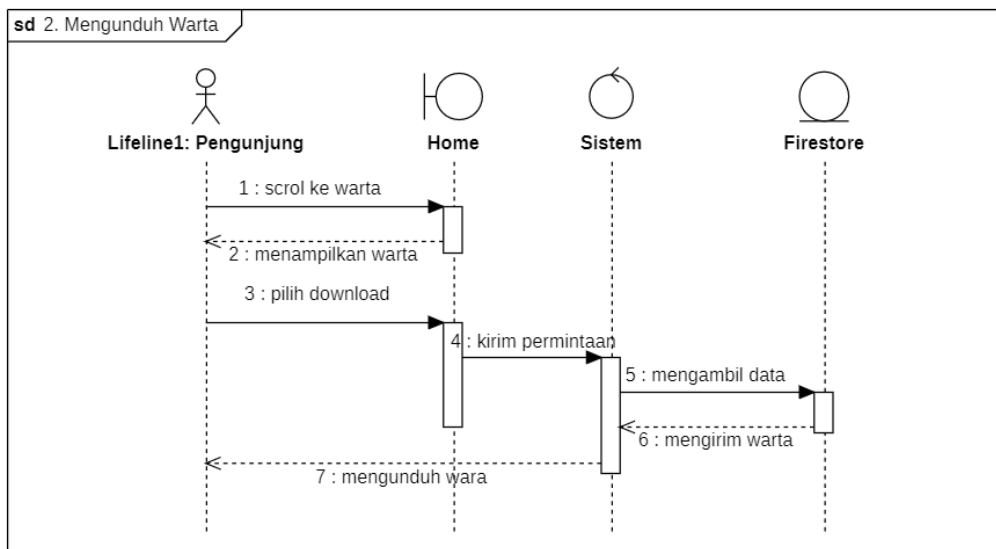 sd 2. Mengunduh Warta
Lifeline1: Pengunjung
Home
Sistem
Firestore
1 : scrol ke warta
2 : menampilkan warta
3 : pilih download
4 : kirim permintaan
5 : mengambil data
6 : mengirim warta
7 : mengunduh wara